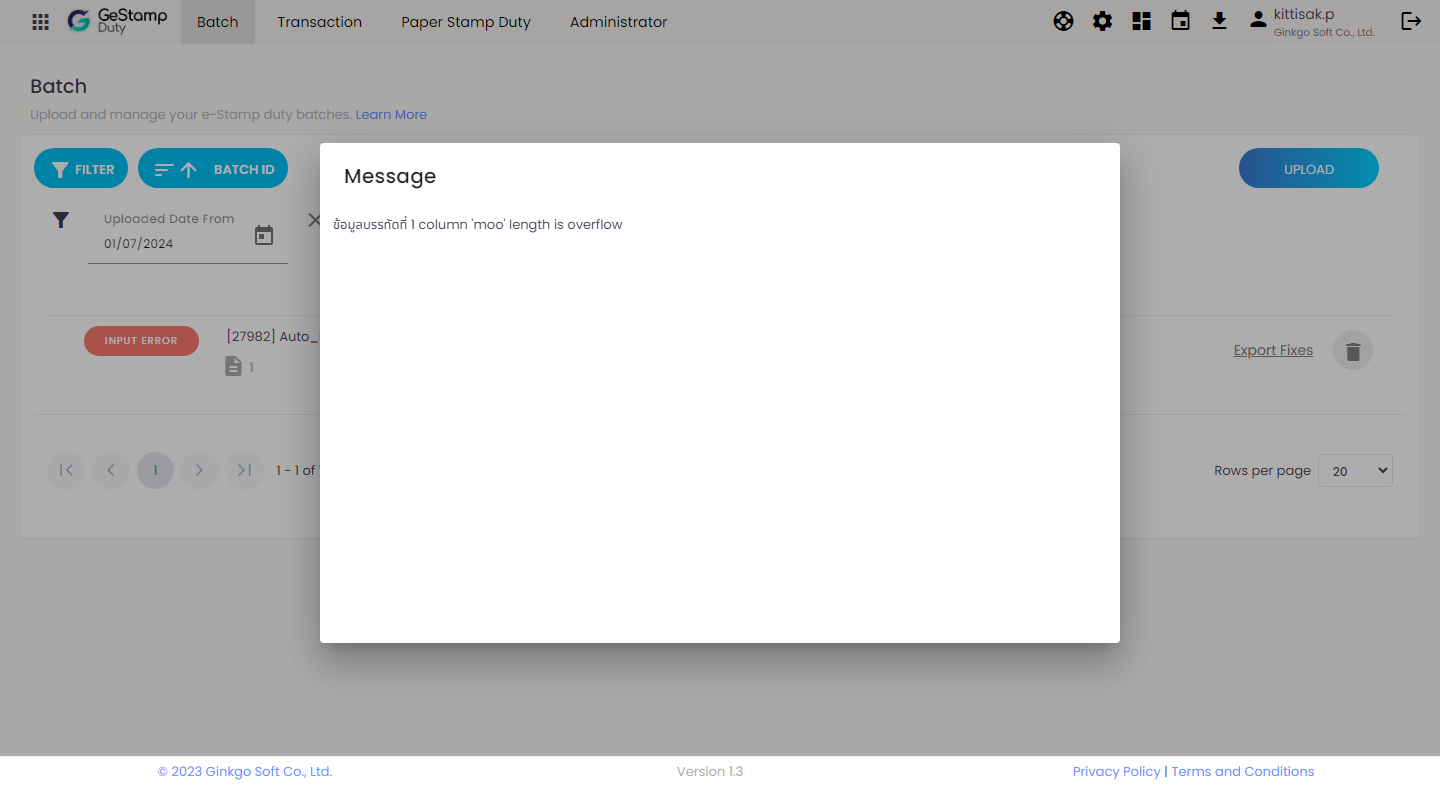 GeStamp
Duty
Batch
Transaction
Paper Stamp Duty
Administrator
kittisak.p
Ginkgo Soft Co., Ltd.
Batch
Upload and manage your e-Stamp duty batches. Learn More
FILTER
BATCH ID
UPLOAD
Message
Uploaded Date From
01/07/2024
ข้อมูลบรรทัดที่ 1 column 'moo' length is overflow
INPUT ERROR
[27982] Auto_
1
Export Fixes
1
1 - 1 of
Rows per page
20
© 2023 Ginkgo Soft Co., Ltd.
Version 1.3
Privacy Policy | Terms and Conditions